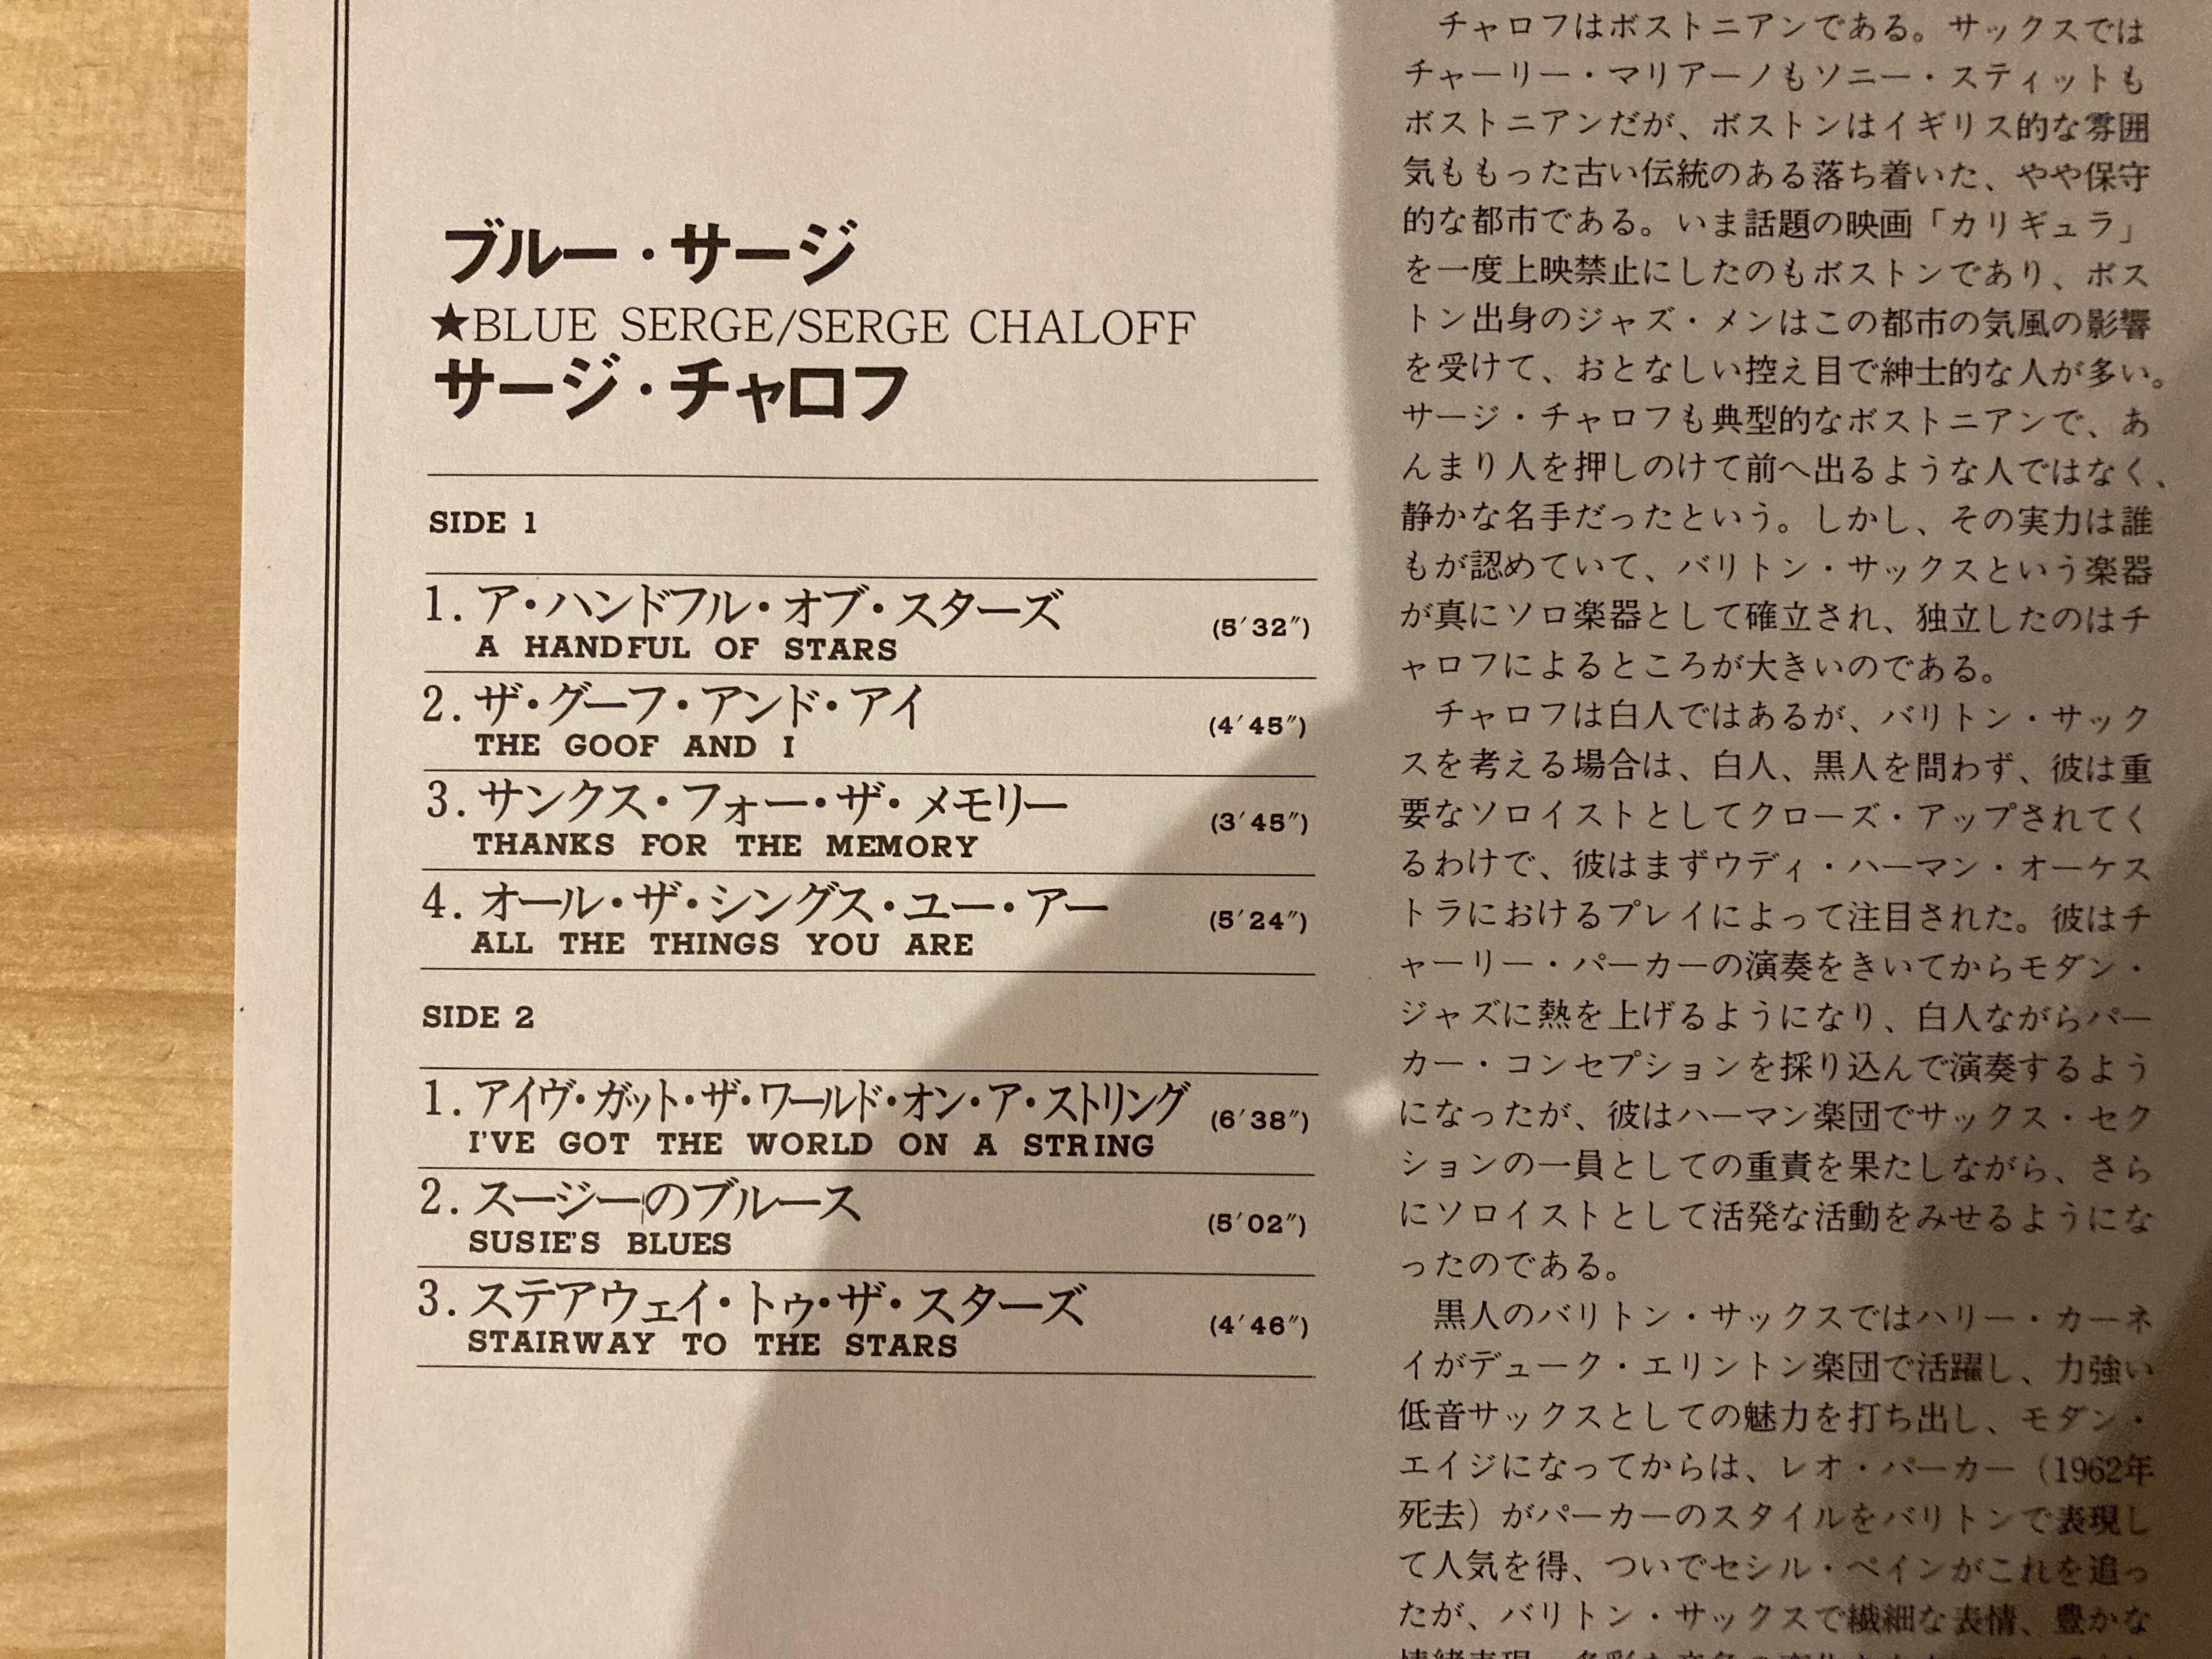 ブルー・サージ
★BLUE SERGE/SERGE CHALOFF
サージ・チャロフ
SIDE 1
1. ア・ハンドフル・オブ・スターズ
A HANDFUL OF STARS (5′32″)
2. ザ・グーフ・アンド・アイ
THE GOOF AND I (4′45″)
3. サンクス・フォー・ザ・メモリー
THANKS FOR THE MEMORY (3′45″)
4. オール・ザ・シングス・ユー・アー
ALL THE THINGS YOU ARE (5′24″)
SIDE 2
1. アイヴ・ガット・ザ・ワールド・オン・ア・ストリング
I'VE GOT THE WORLD ON A STRING (6′38″)
2. スージーのブルース
SUSIE'S BLUES (5′02″)
3. ステアウェイ・トゥ・ザ・スターズ
STAIRWAY TO THE STARS (4′46″)
チャロフはボストニアンである。サックスでは
チャーリー・マリアーノもソニー・スティットも
ボストニアンだが、ボストンはイギリス的な雰囲
気ももった古い伝統のある落ち着いた、やや保守
的な都市である。いま話題の映画「カリギュラ」
を一度上映禁止にしたのもボストンであり、ボス
トン出身のジャズ・メンはこの都市の気風の影響
を受けて、おとなしい控え目で紳士的な人が多い。
サージ・チャロフも典型的なボストニアンで、あ
んまり人を押しのけて前へ出るような人ではなく、
静かな名手だったという。しかし、その実力は誰
もが認めていて、バリトン・サックスという楽器
が真にソロ楽器として確立され、独立したのはチ
ャロフによるところが大きいのである。
チャロフは白人ではあるが、バリトン・サック
スを考える場合は、白人、黒人を問わず、彼は重
要なソロイストとしてクローズ・アップされてく
るわけで、彼はまずウディ・ハーマン・オーケス
トラにおけるプレイによって注目された。彼はチ
ャーリー・パーカーの演奏をきいてからモダン・
ジャズに熱を上げるようになり、白人ながらパー
カー・コンセプションを採り込んで演奏するよう
になったが、彼はハーマン楽団でサックス・セク
ションの一員としての重責を果たしながら、さら
にソロイストとして活発な活動をみせるようにな
ったのである。
黒人のバリトン・サックスではハリー・カーネ
イがデューク・エリントン楽団で活躍し、力強い
低音サックスとしての魅力を打ち出し、モダン・
エイジになってからは、レオ・パーカー（1962年
死去）がパーカーのスタイルをバリトンで表現し
て人気を得、ついでセシル・ペインがこれを追っ
たが、バリトン・サックスで繊細な表情、豊かな